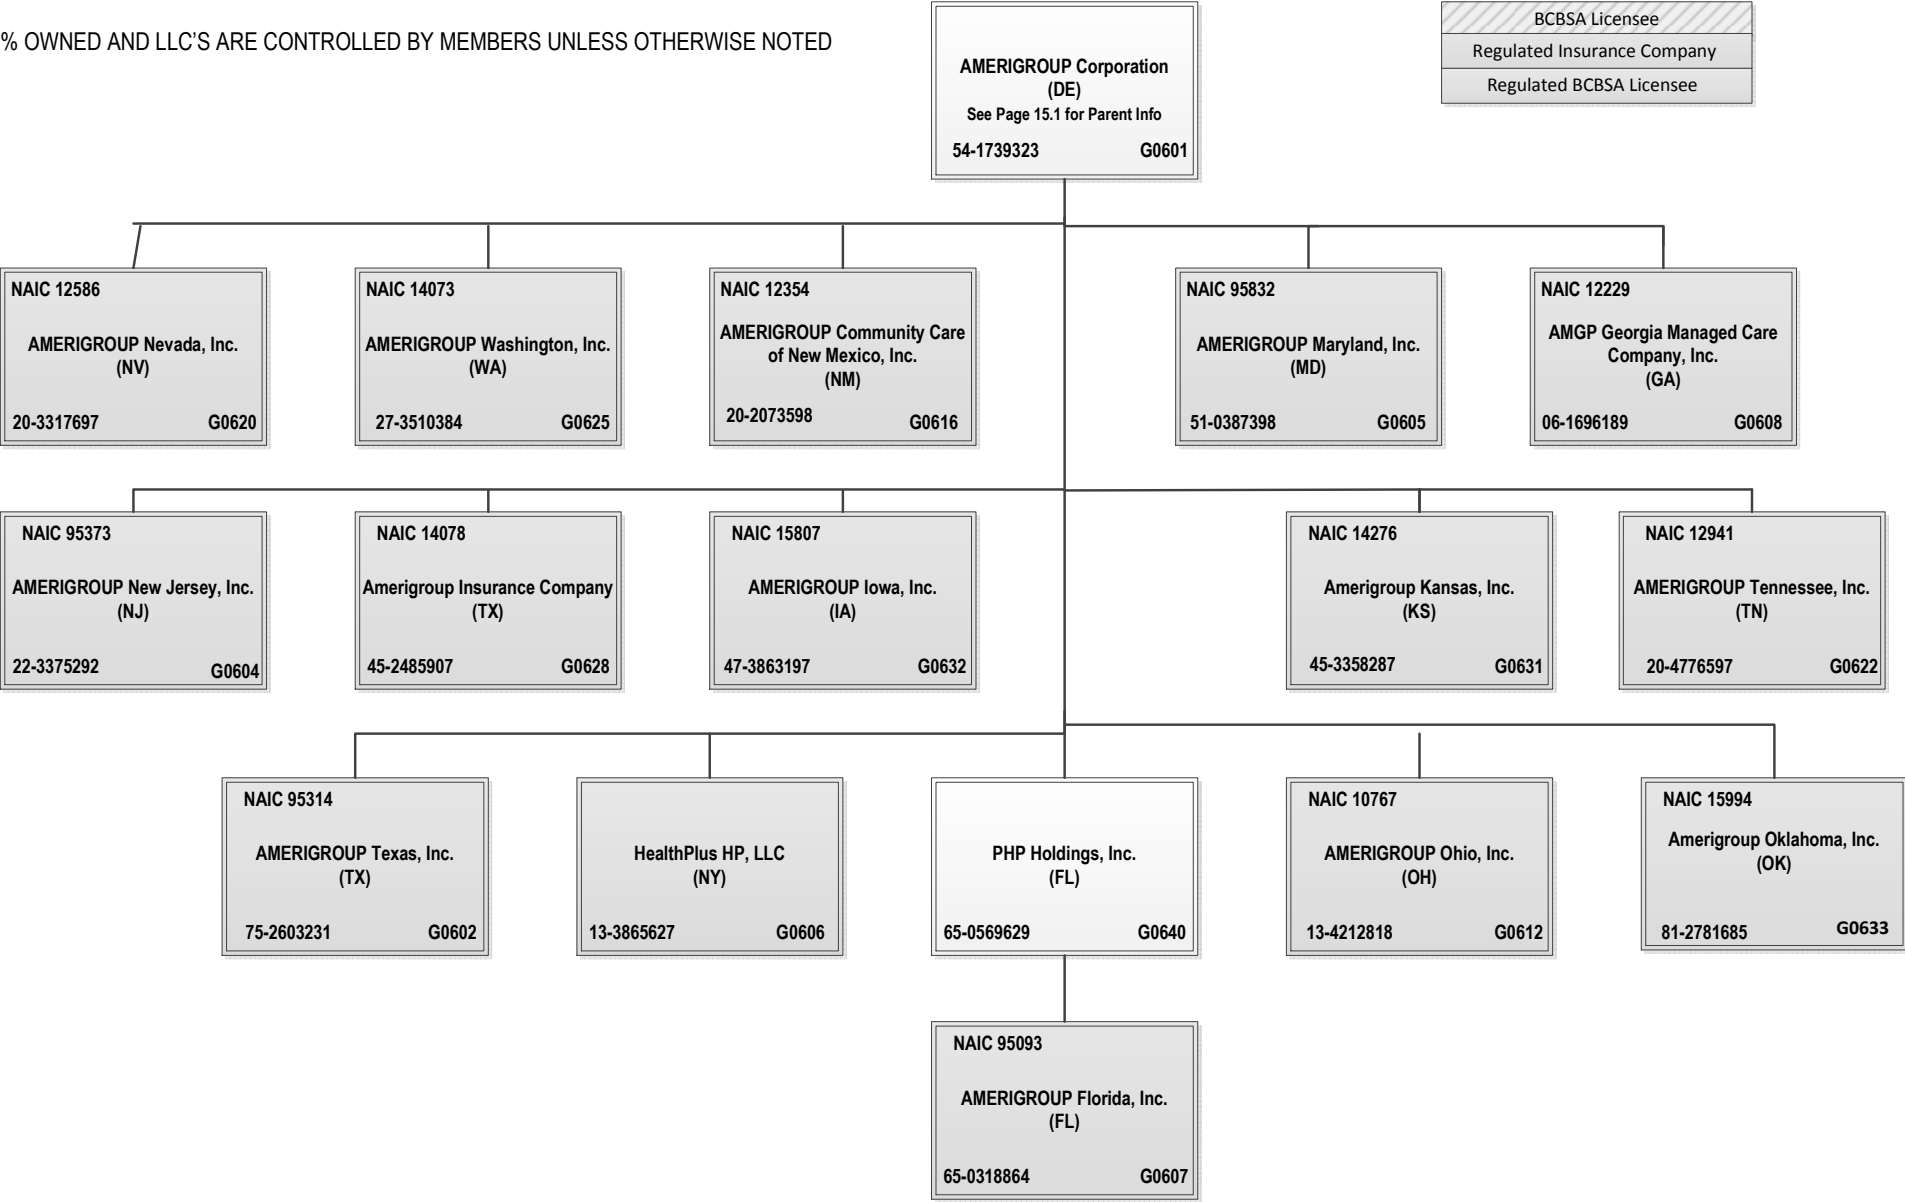 % OWNED AND LLC'S ARE CONTROLLED BY MEMBERS UNLESS OTHERWISE NOTED
AMERIGROUP Corporation
(DE)
See Page 15.1 for Parent Info
54-1739323 G0601
BCBSA Licensee
Regulated Insurance Company
Regulated BCBSA Licensee
NAIC 12586
AMERIGROUP Nevada, Inc.
(NV)
20-3317697 G0620
NAIC 14073
AMERIGROUP Washington, Inc.
(WA)
27-3510384 G0625
NAIC 12354
AMERIGROUP Community Care
of New Mexico, Inc.
(NM)
20-2073598 G0616
NAIC 95832
AMERIGROUP Maryland, Inc.
(MD)
51-0387398 G0605
NAIC 12229
AMGP Georgia Managed Care
Company, Inc.
(GA)
06-1696189 G0608
NAIC 95373
AMERIGROUP New Jersey, Inc.
(NJ)
22-3375292 G0604
NAIC 14078
Amerigroup Insurance Company
(TX)
45-2485907 G0628
NAIC 15807
AMERIGROUP Iowa, Inc.
(IA)
47-3863197 G0632
NAIC 14276
Amerigroup Kansas, Inc.
(KS)
45-3358287 G0631
NAIC 12941
AMERIGROUP Tennessee, Inc.
(TN)
20-4776597 G0622
NAIC 95314
AMERIGROUP Texas, Inc.
(TX)
75-2603231 G0602
HealthPlus HP, LLC
(NY)
13-3865627 G0606
PHP Holdings, Inc.
(FL)
65-0569629 G0640
NAIC 10767
AMERIGROUP Ohio, Inc.
(OH)
13-4212818 G0612
NAIC 15994
Amerigroup Oklahoma, Inc.
(OK)
81-2781685 G0633
NAIC 95093
AMERIGROUP Florida, Inc.
(FL)
65-0318864 G0607